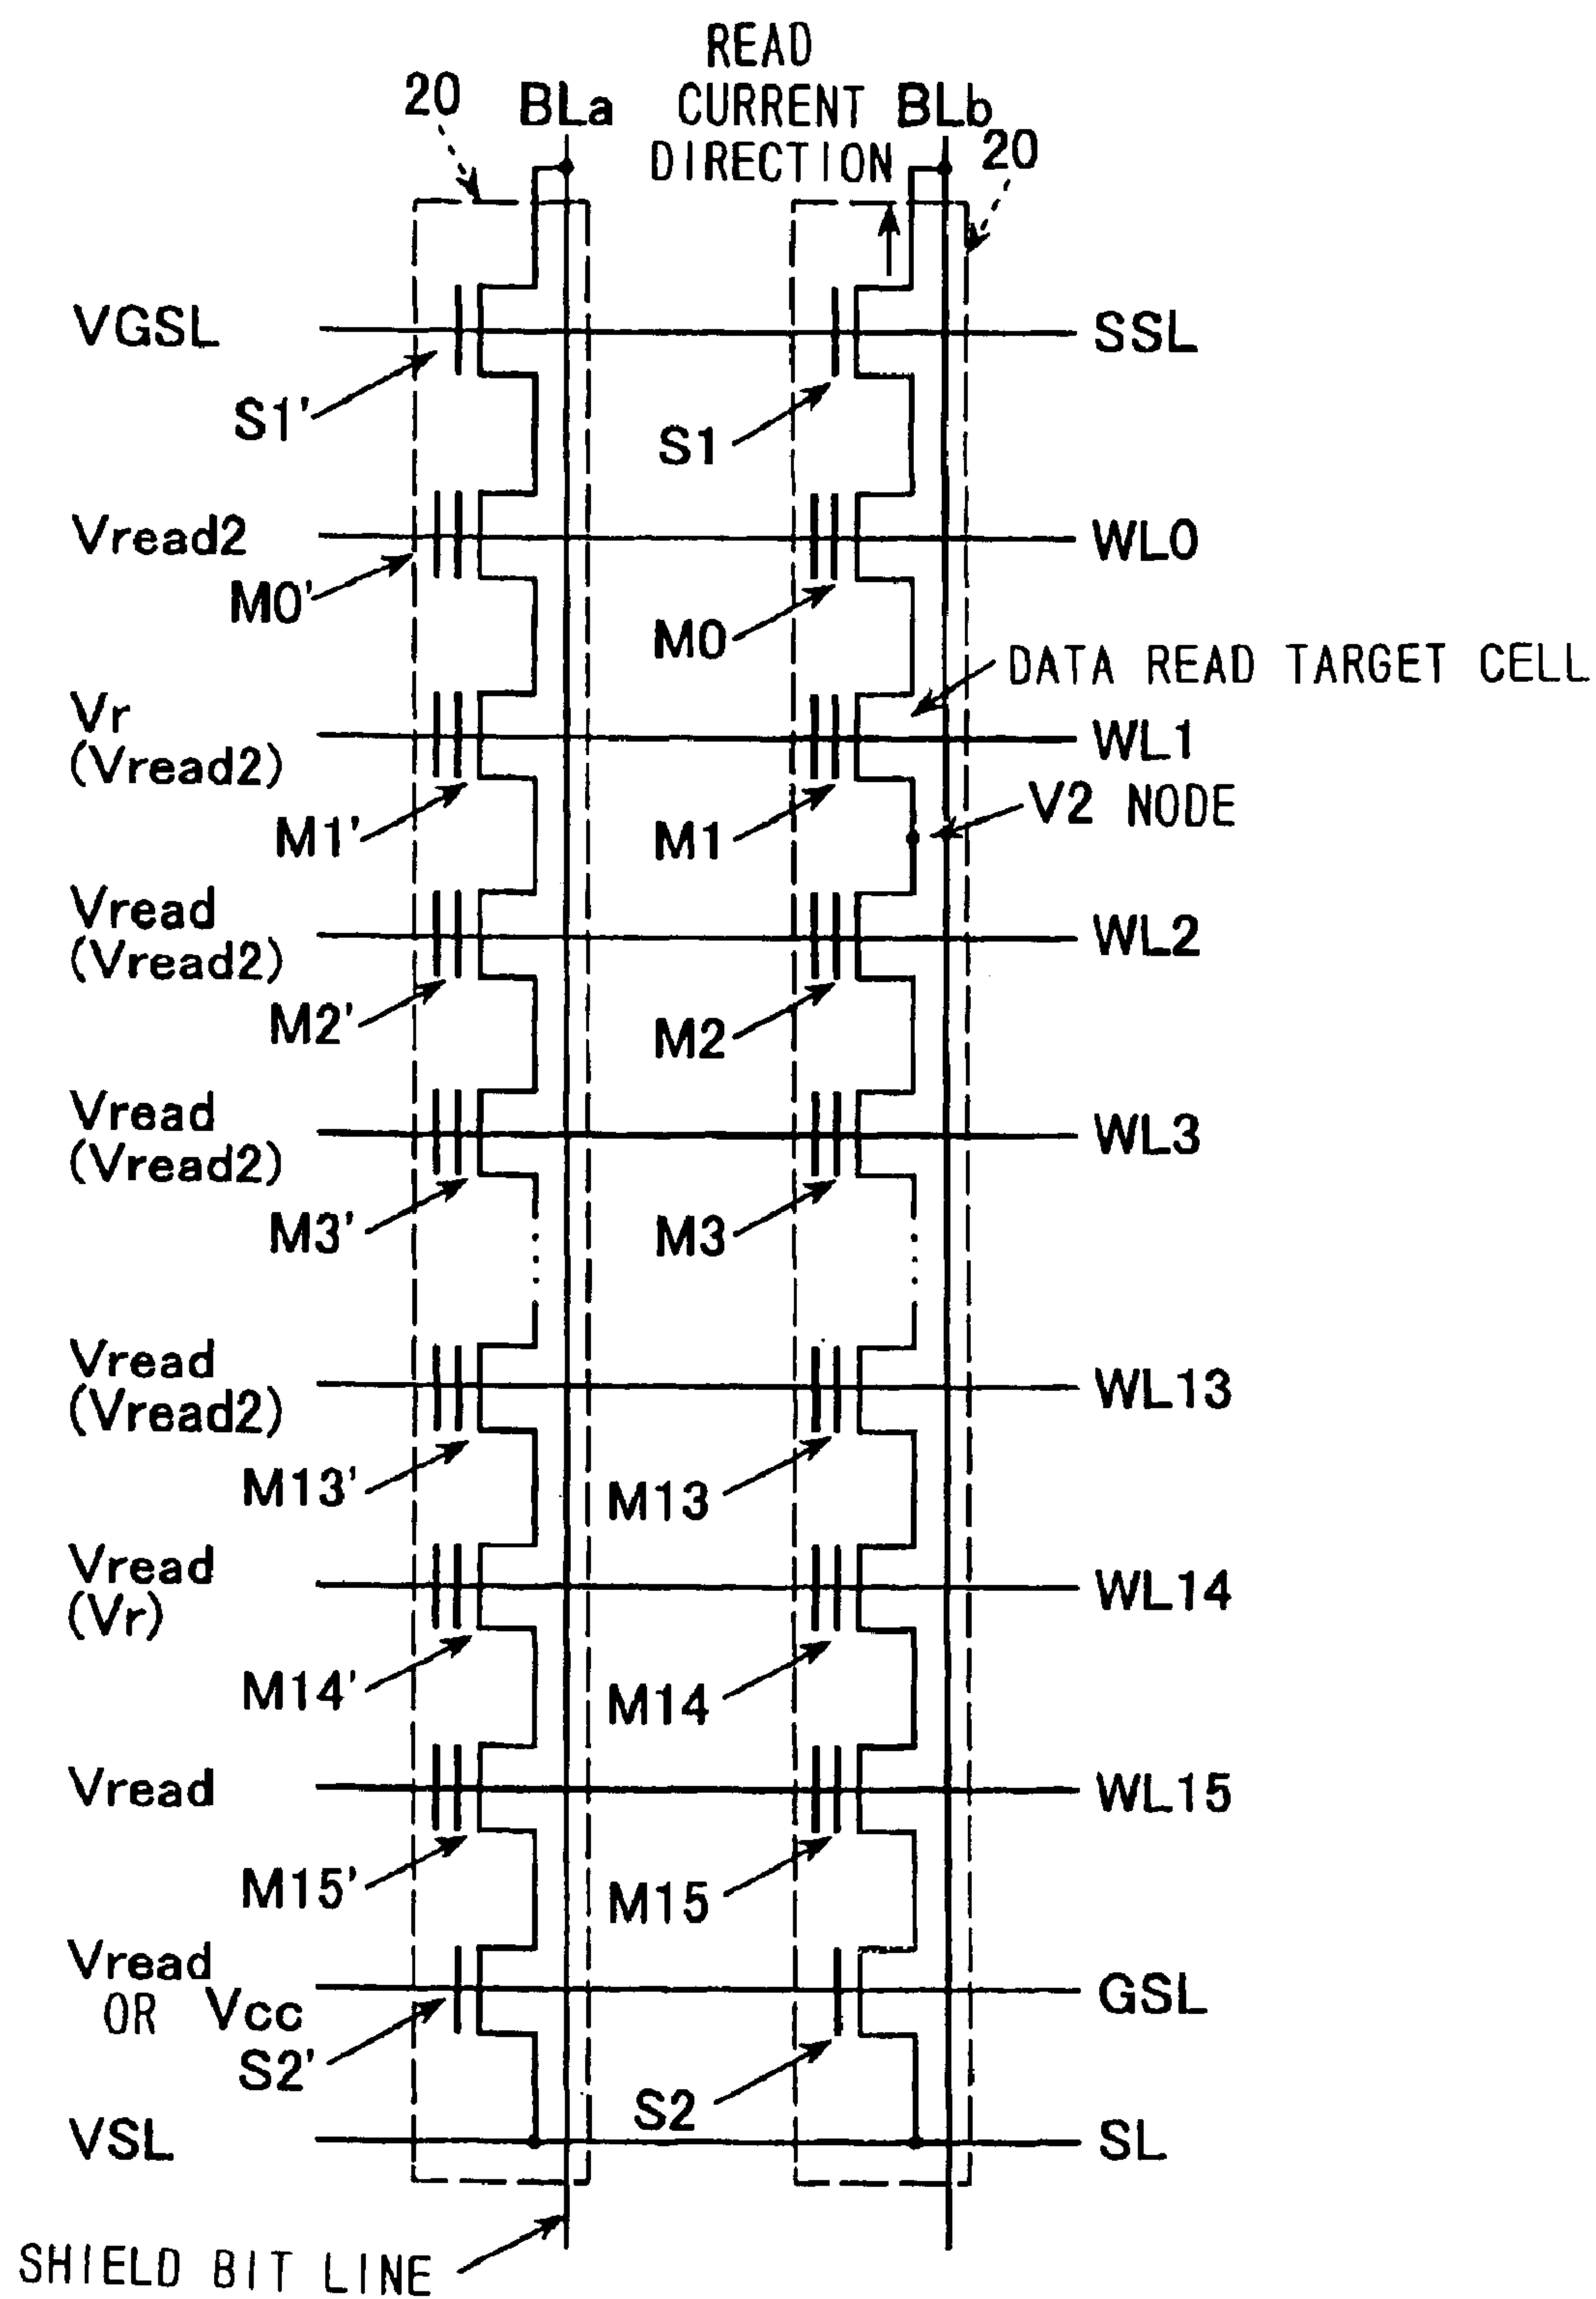 READ
CURRENT
DIRECTION
20
BLa
BLb
20
VGSL
SSL
S1'
S1
Vread2
WL0
M0'
M0
DATA READ TARGET CELL
Vr
(Vread2)
WL1
V2 NODE
M1'
M1
Vread
(Vread2)
WL2
M2'
M2
Vread
(Vread2)
WL3
M3'
M3
Vread
(Vread2)
WL13
M13'
M13
Vread
(Vr)
WL14
M14'
M14
Vread
WL15
M15'
M15
Vread
OR Vcc
GSL
S2'
S2
VSL
SL
SHIELD BIT LINE